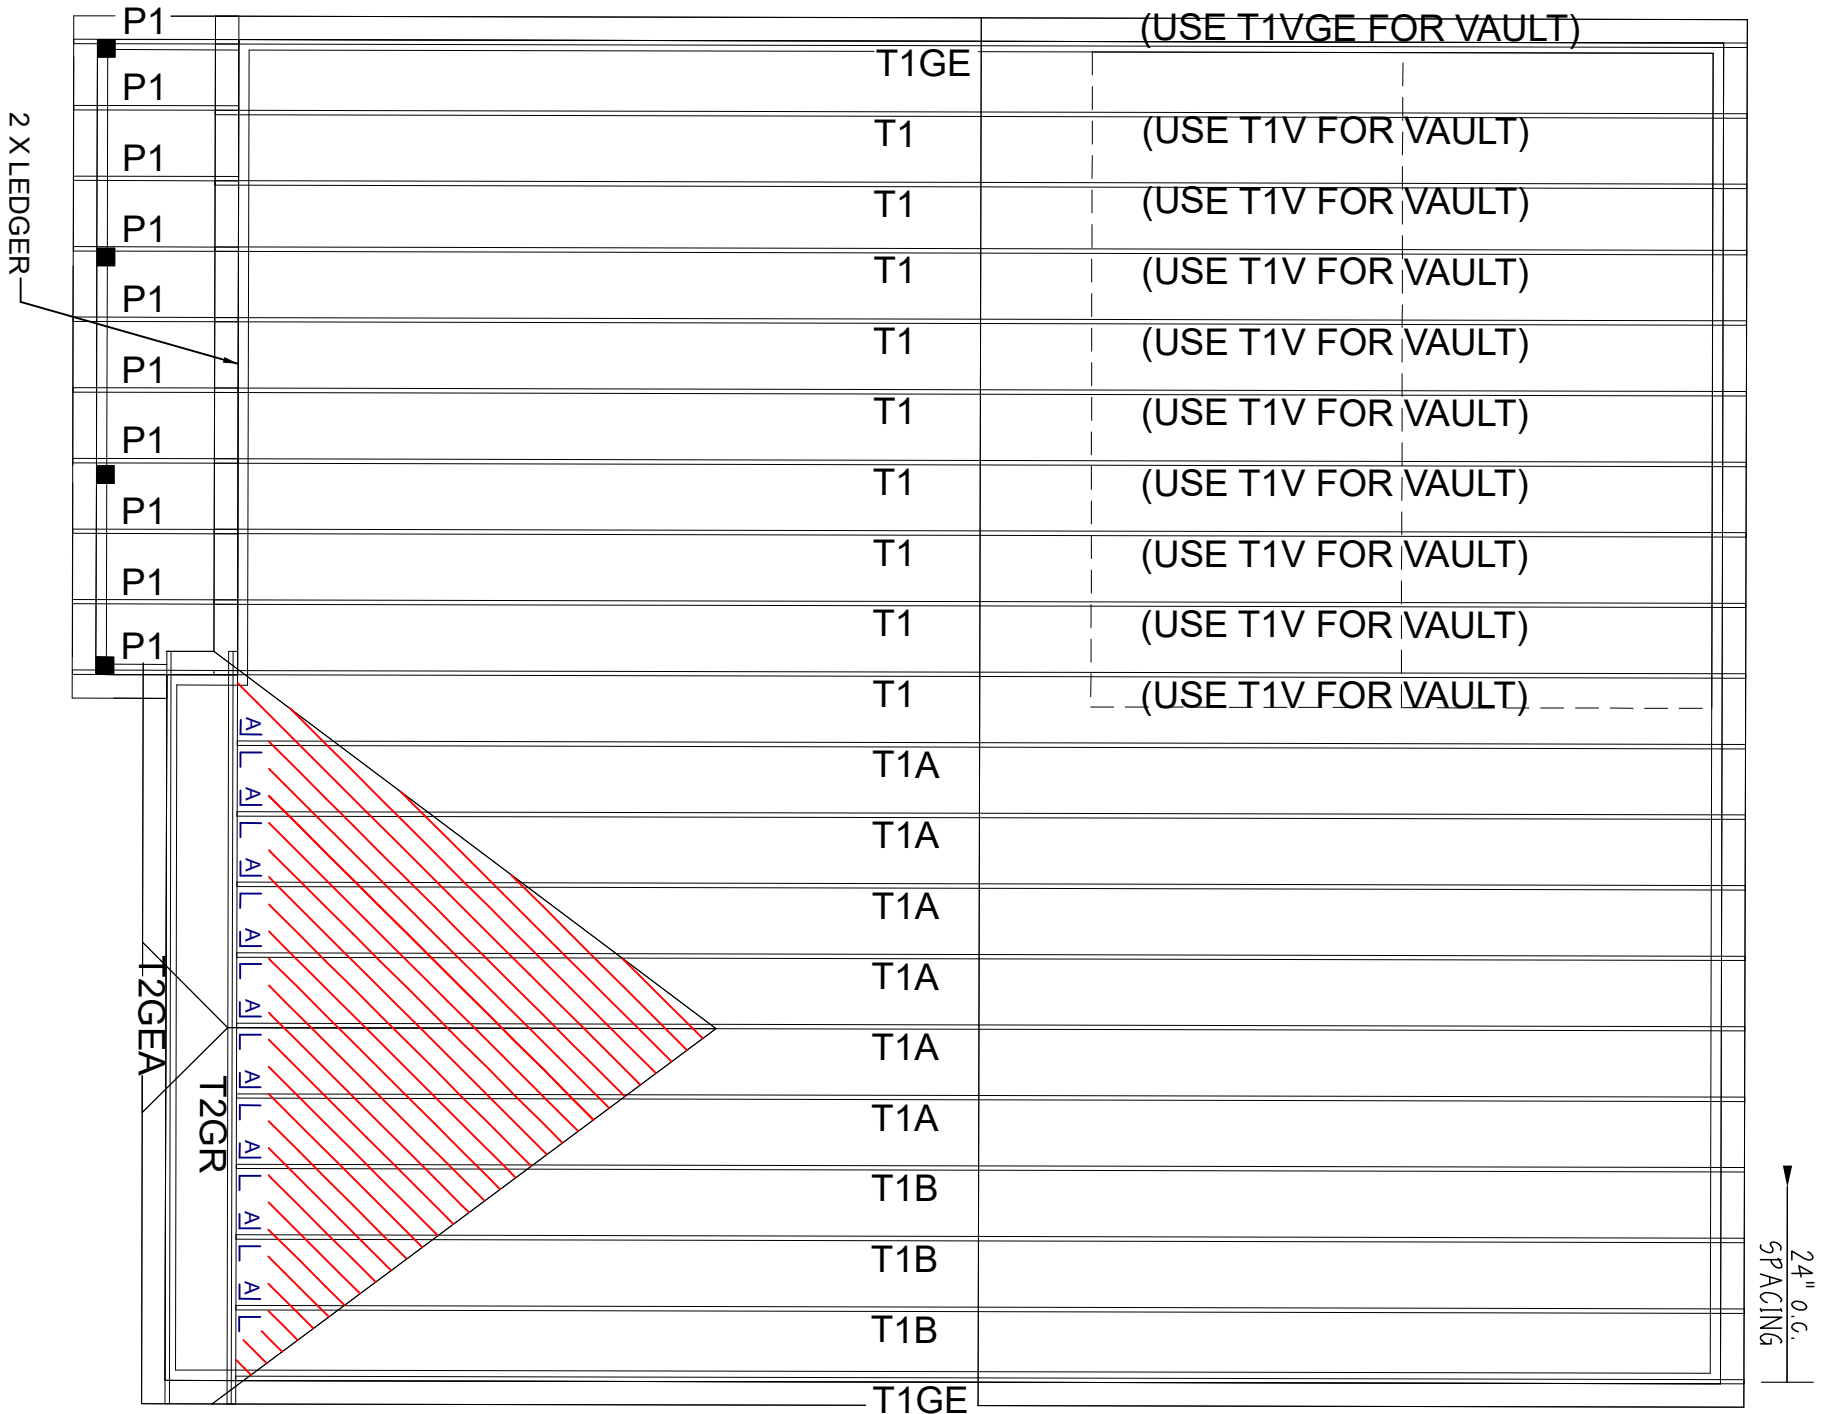 P1
(USE T1VGE FOR VAULT)
T1GE
P1
T1
(USE T1V FOR VAULT)
P1
T1
(USE T1V FOR VAULT)
P1
T1
(USE T1V FOR VAULT)
P1
T1
(USE T1V FOR VAULT)
P1
T1
(USE T1V FOR VAULT)
P1
T1
(USE T1V FOR VAULT)
P1
T1
(USE T1V FOR VAULT)
P1
T1
(USE T1V FOR VAULT)
P1
T1
(USE T1V FOR VAULT)
2 X LEDGER
A
T1A
A
T1A
A
T1A
A
T1A
A
T1A
A
T1A
A
T1B
A
T1B
A
T1B
T2GEA
T2GR
T1GE
24" O.C.
SPACING